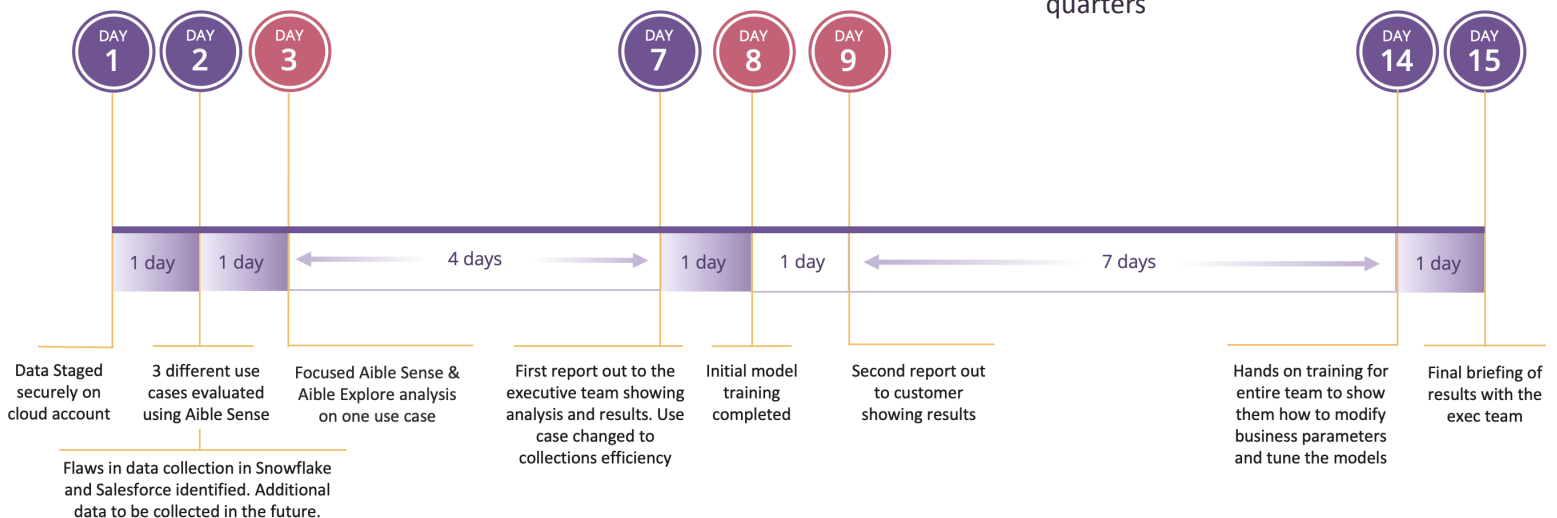 quarters
DAY
1
DAY
2
DAY
3
DAY
7
DAY
8
DAY
9
DAY
14
DAY
15
1 day
1 day
4 days
1 day
1 day
7 days
1 day
Data Staged
securely on
cloud account
3 different use
cases evaluated
using Aible Sense
Flaws in data collection in Snowflake
and Salesforce identified. Additional
data to be collected in the future.
Focused Aible Sense &
Aible Explore analysis
on one use case
First report out to the
executive team showing
analysis and results. Use
case changed to
collections efficiency
Initial model
training
completed
Second report out
to customer
showing results
Hands on training for
entire team to show
them how to modify
business parameters
and tune the models
Final briefing of
results with the
exec team